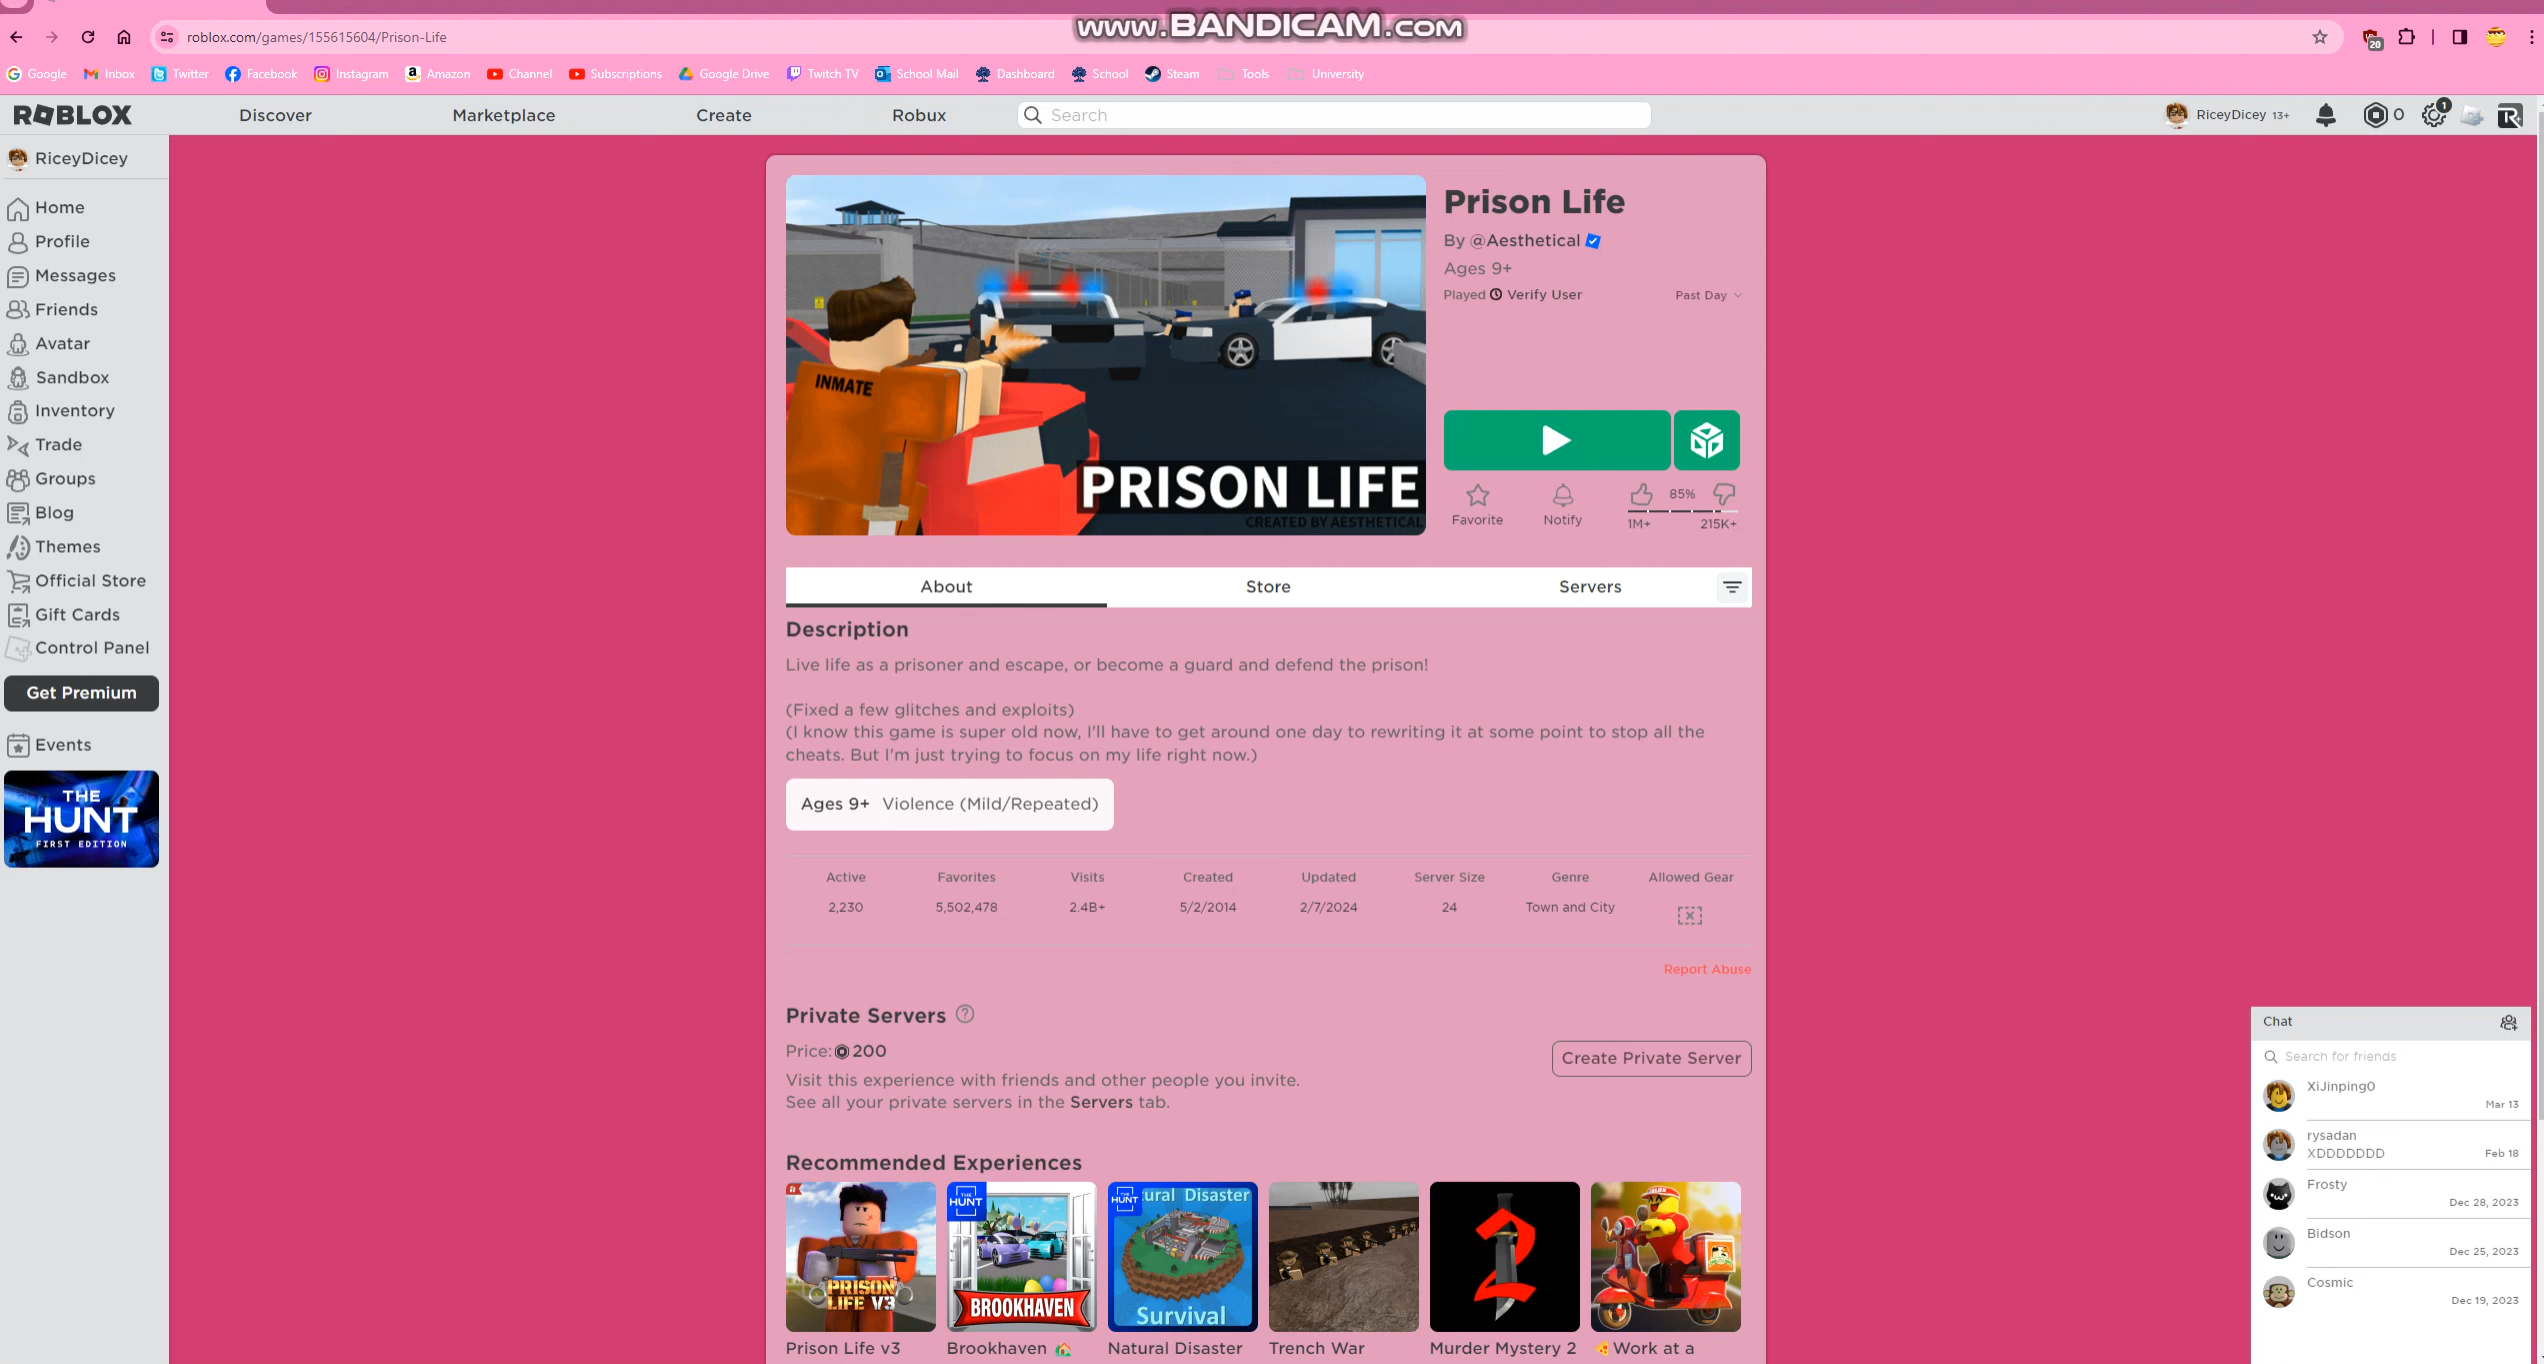 www.BANDICAM.com
roblox.com/games/155615604/Prison-Life
20
Google
Inbox
Twitter
Facebook
Instagram
Amazon
Channel
Subscriptions
Google Drive
Twitch TV
School Mail
Dashboard
School
Steam
Tools
University
ROBLOX
Discover
Marketplace
Create
Robux
Search
RiceyDicey 13+
0
1
RiceyDicey
Home
Profile
Messages
Friends
Avatar
Sandbox
Inventory
Trade
Groups
Blog
Themes
Official Store
Gift Cards
Control Panel
Get Premium
Events
THE
HUNT
FIRST EDITION
INMATE
PRISON LIFE
CREATED BY AESTHETICAL
Prison Life
By @Aesthetical
Ages 9+
Played Verify User
Past Day
Favorite
Notify
85%
1M+
215K+
About
Store
Servers
Description
Live life as a prisoner and escape, or become a guard and defend the prison!
(Fixed a few glitches and exploits)
(I know this game is super old now, I'll have to get around one day to rewriting it at some point to stop all the
cheats. But I'm just trying to focus on my life right now.)
Ages 9+ Violence (Mild/Repeated)
Active Favorites Visits Created Updated Server Size Genre Allowed Gear
2,230 5,502,478 2.4B+ 5/2/2014 2/7/2024 24 Town and City
Report Abuse
Private Servers
Price: 200
Create Private Server
Visit this experience with friends and other people you invite.
See all your private servers in the Servers tab.
Recommended Experiences
PRISON
LIFE V3
THE
HUNT
BROOKHAVEN
THE
HUNT
ural Disaster
Survival
2
Prison Life v3
Brookhaven
Natural Disaster
Trench War
Murder Mystery 2
Work at a
Chat
Search for friends
XiJinping0
Mar 13
rysadan
XDDDDDDD
Feb 18
Frosty
Dec 28, 2023
Bidson
Dec 25, 2023
Cosmic
Dec 19, 2023